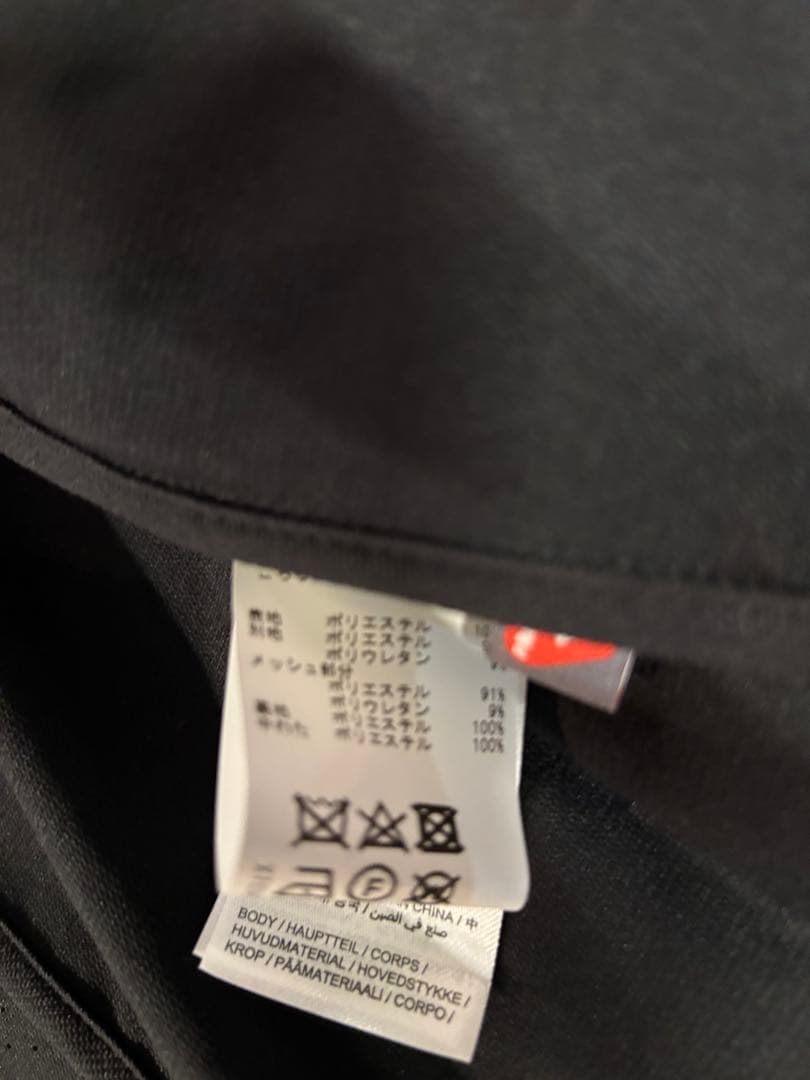 表地 ポリエステル 10
別地 ポリエステル
ポリウレタン 9%
メッシュ部分
ポリエステル 91%
ポリウレタン 9%
裏地 ポリエステル 100%
中わた ポリエステル 100%
F
CHINA / 中
صنع في الصين /
BODY / HAUPTTEIL / CORPS /
HUVUDMATERIAL / HOVEDSTYKKE /
KROP / PÄÄMATERIAALI / CORPO /